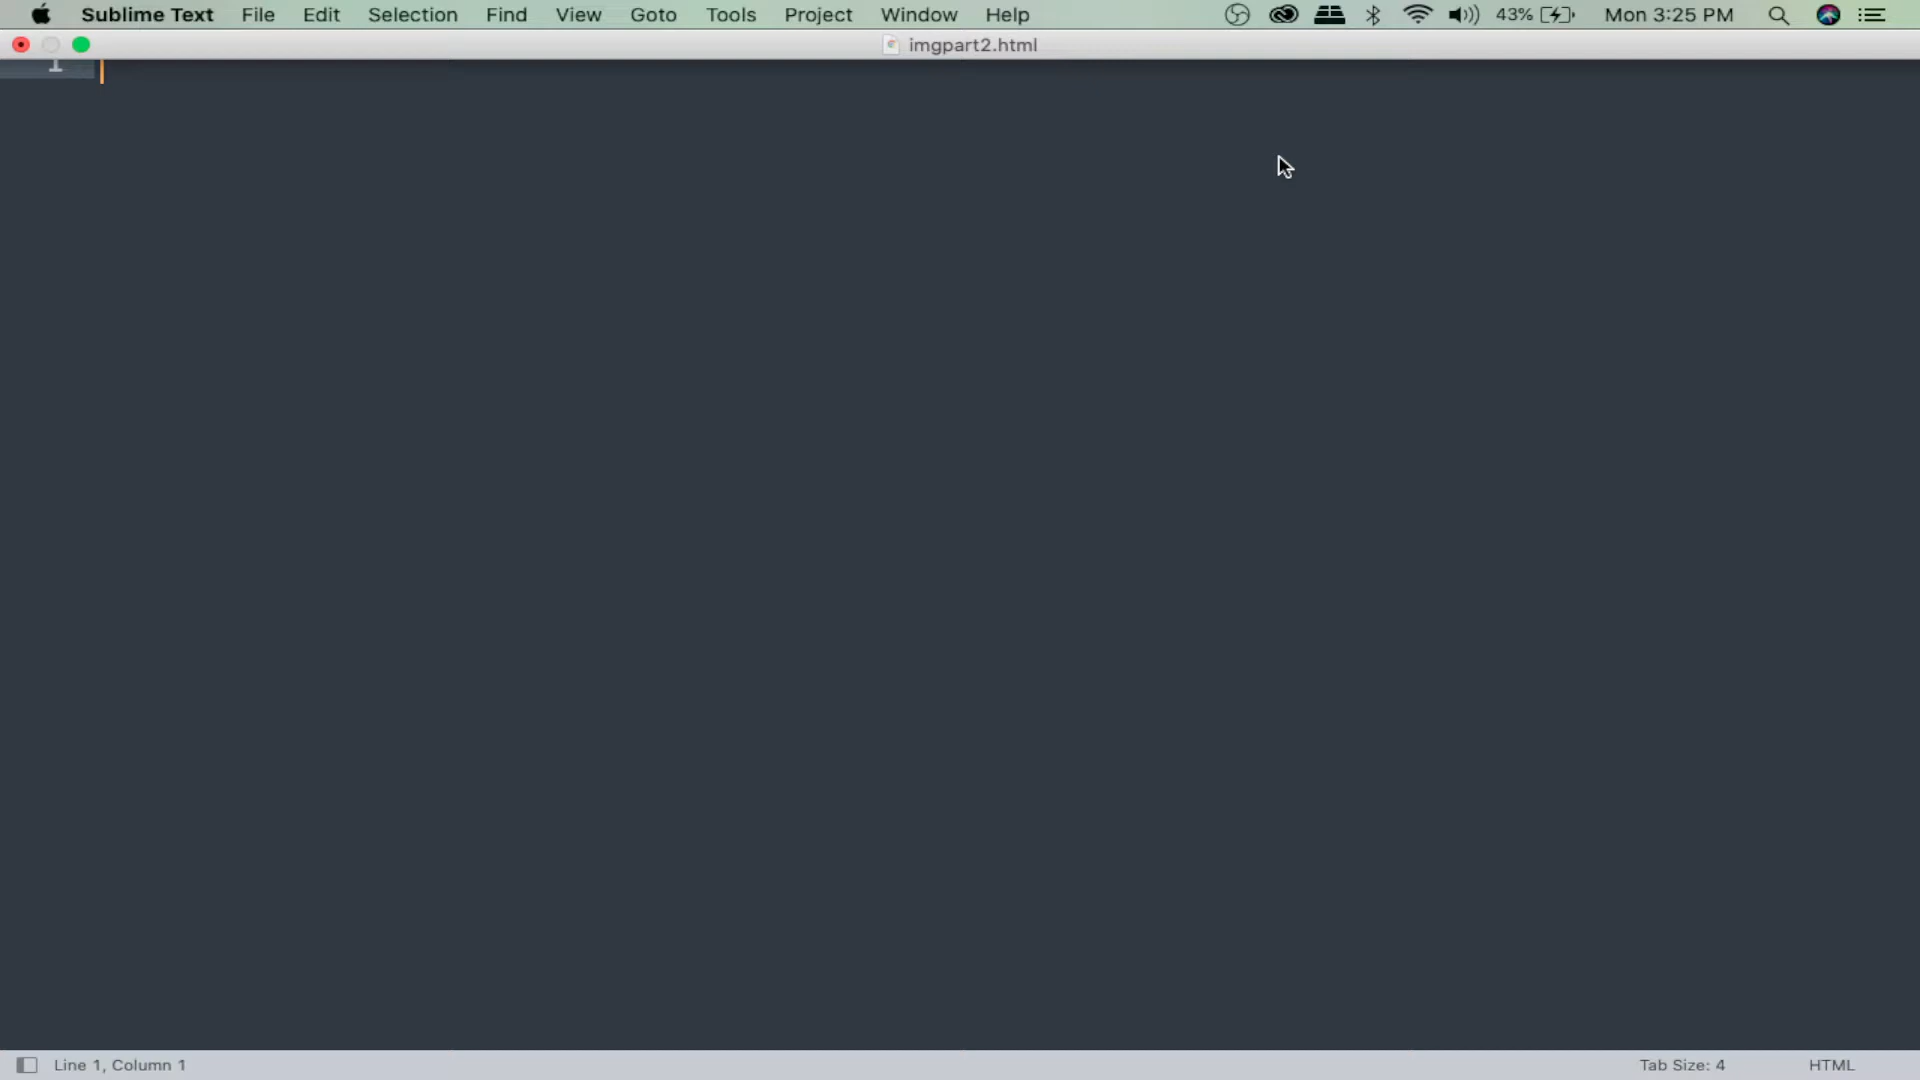 Sublime Text File Edit Selection Find View Goto Tools Project Window Help 43% Mon 3:25 PM
imgpart2.html
1
Line 1, Column 1 Tab Size: 4 HTML